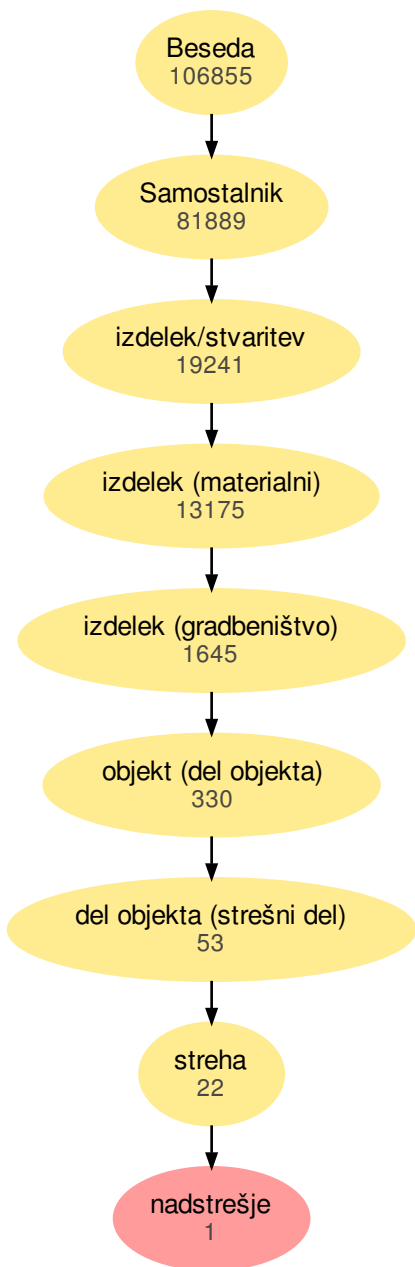 Beseda
106855
Samostalnik
81889
izdelek/stvaritev
19241
izdelek (materialni)
13175
izdelek (gradbeništvo)
1645
objekt (del objekta)
330
del objekta (strešni del)
53
streha
22
nadstrešje
1